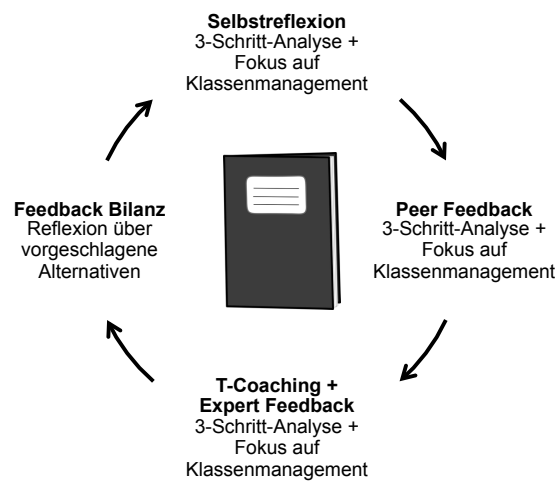 Selbstreflexion
3-Schritt-Analyse +
Fokus auf
Klassenmanagement
Feedback Bilanz
Reflexion über
vorgeschlagene
Alternativen
Peer Feedback
3-Schritt-Analyse +
Fokus auf
Klassenmanagement
T-Coaching +
Expert Feedback
3-Schritt-Analyse +
Fokus auf
Klassenmanagement